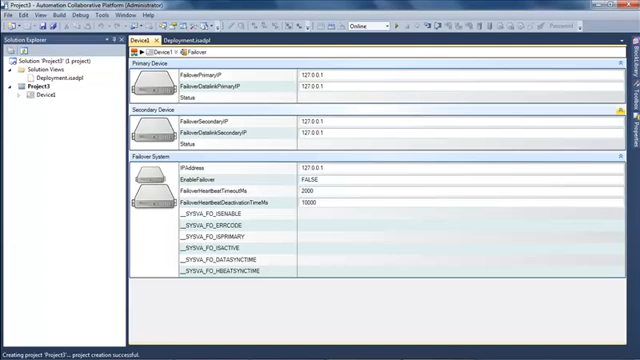 Project3 - Automation Collaborative Platform (Administrator)
File Edit View Build Debug Tools Window Help
Online
Password
Solution Explorer
Solution 'Project3' (1 project)
Solution Views
Deployment.isadpl
Project3
Device1
Device1 Deployment.isadpl
Device1 Failover
Primary Device
FailoverPrimaryIP 127.0.0.1
FailoverDatalinkPrimaryIP 127.0.0.1
Status
Secondary Device
FailoverSecondaryIP 127.0.0.1
FailoverDatalinkSecondaryIP 127.0.0.1
Status
Failover System
IPAddress 127.0.0.1
EnableFailover FALSE
FailoverHeartbeatTimeoutMs 2000
FailoverHeartbeatDeactivationTimeMs 10000
__SYSVA_FO_ISENABLE
__SYSVA_FO_ERRCODE
__SYSVA_FO_ISPRIMARY
__SYSVA_FO_ISACTIVE
__SYSVA_FO_DATASYNCTIME
__SYSVA_FO_HBEATSYNCTIME
Block Library
Toolbox
Properties
Creating project 'Project3'... project creation successful.